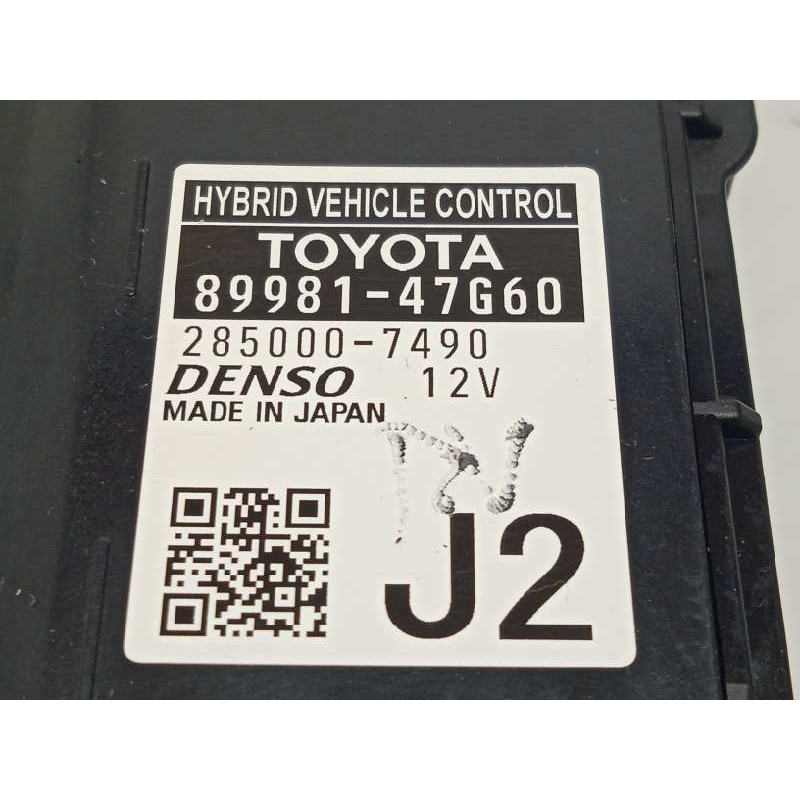 HYBRID VEHICLE CONTROL
TOYOTA
89981-47G60
285000-7490
DENSO 12V
MADE IN JAPAN
J2